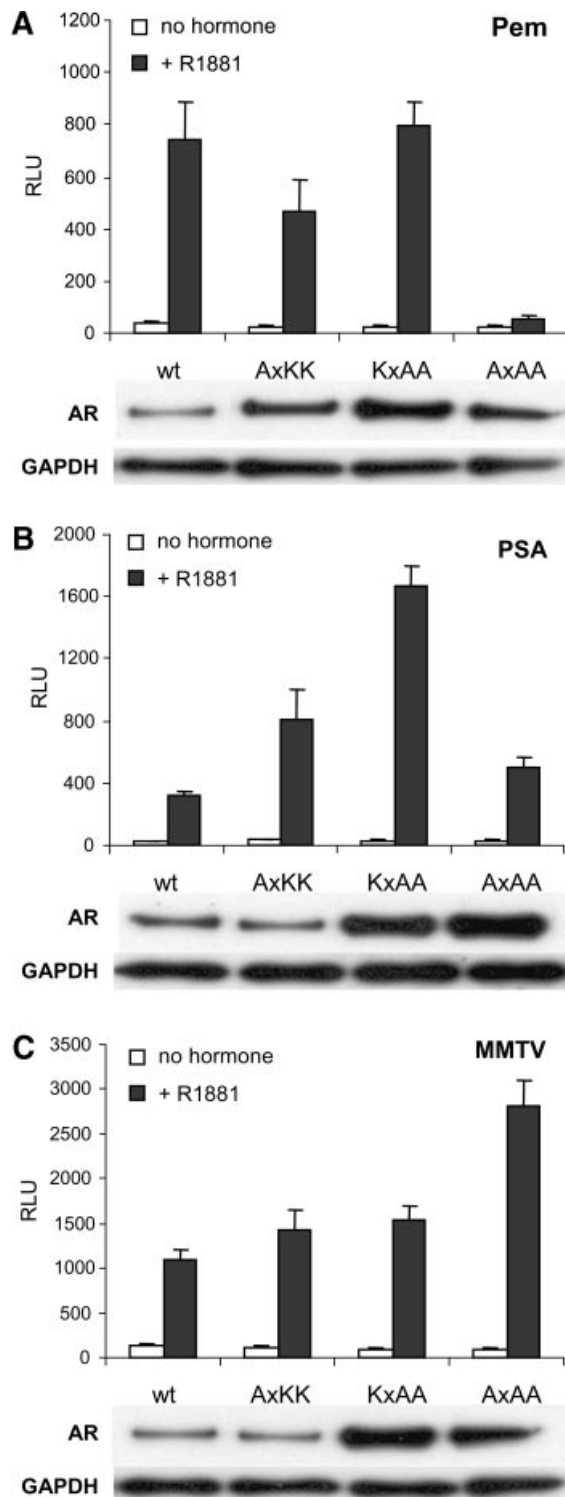 A
Pem
no hormone
+ R1881
1200
1000
800
600
400
200
0
RLU
wt AxKK KxAA AxAA
AR
GAPDH
B
PSA
no hormone
+ R1881
2000
1600
1200
800
400
0
RLU
wt AxKK KxAA AxAA
AR
GAPDH
C
MMTV
no hormone
+ R1881
3500
3000
2500
2000
1500
1000
500
0
RLU
wt AxKK KxAA AxAA
AR
GAPDH